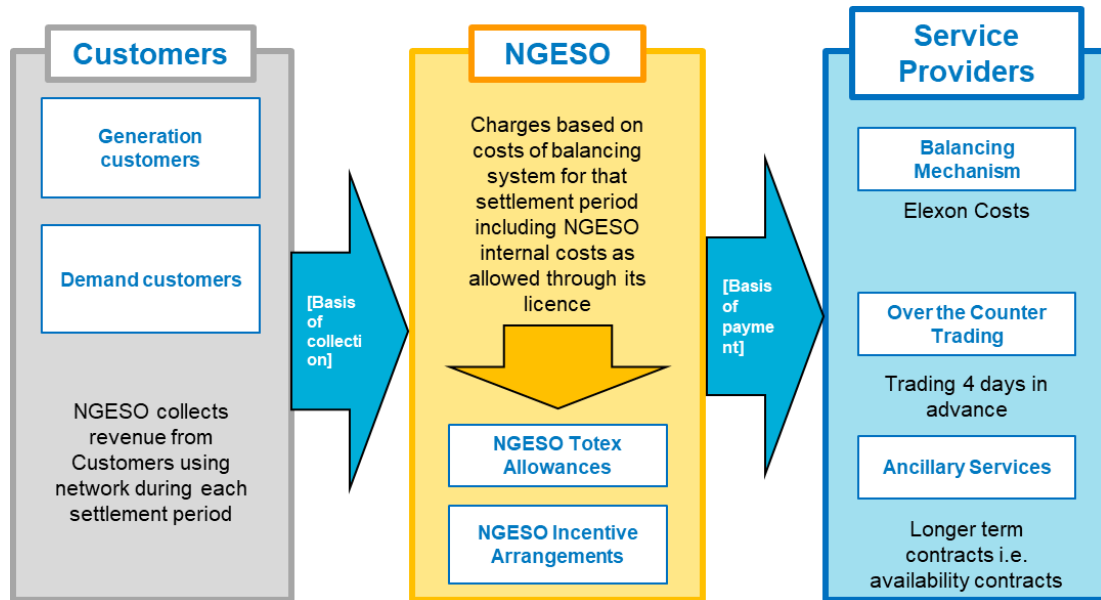 Customers
Generation
customers
Demand customers
NGESO collects
revenue from
Customers using
network during each
settlement period
[Basis
of
collecti
on]
NGESO
Charges based on
costs of balancing
system for that
settlement period
including NGESO
internal costs as
allowed through its
licence
NGESO Totex
Allowances
NGESO Incentive
Arrangements
[Basis
of
payme
nt]
Service
Providers
Balancing
Mechanism
Elexon Costs
Over the Counter
Trading
Trading 4 days in
advance
Ancillary Services
Longer term
contracts i.e.
availability contracts